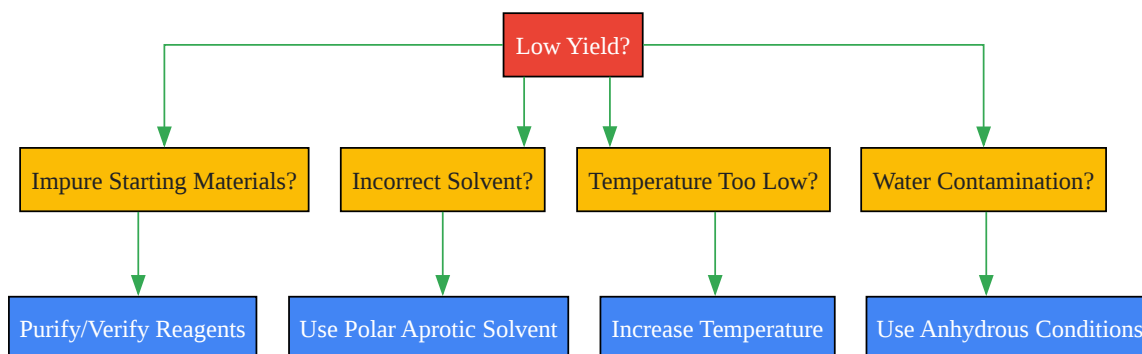 Low Yield?
Impure Starting Materials?
Incorrect Solvent?
Temperature Too Low?
Water Contamination?
Purify/Verify Reagents
Use Polar Aprotic Solvent
Increase Temperature
Use Anhydrous Conditions